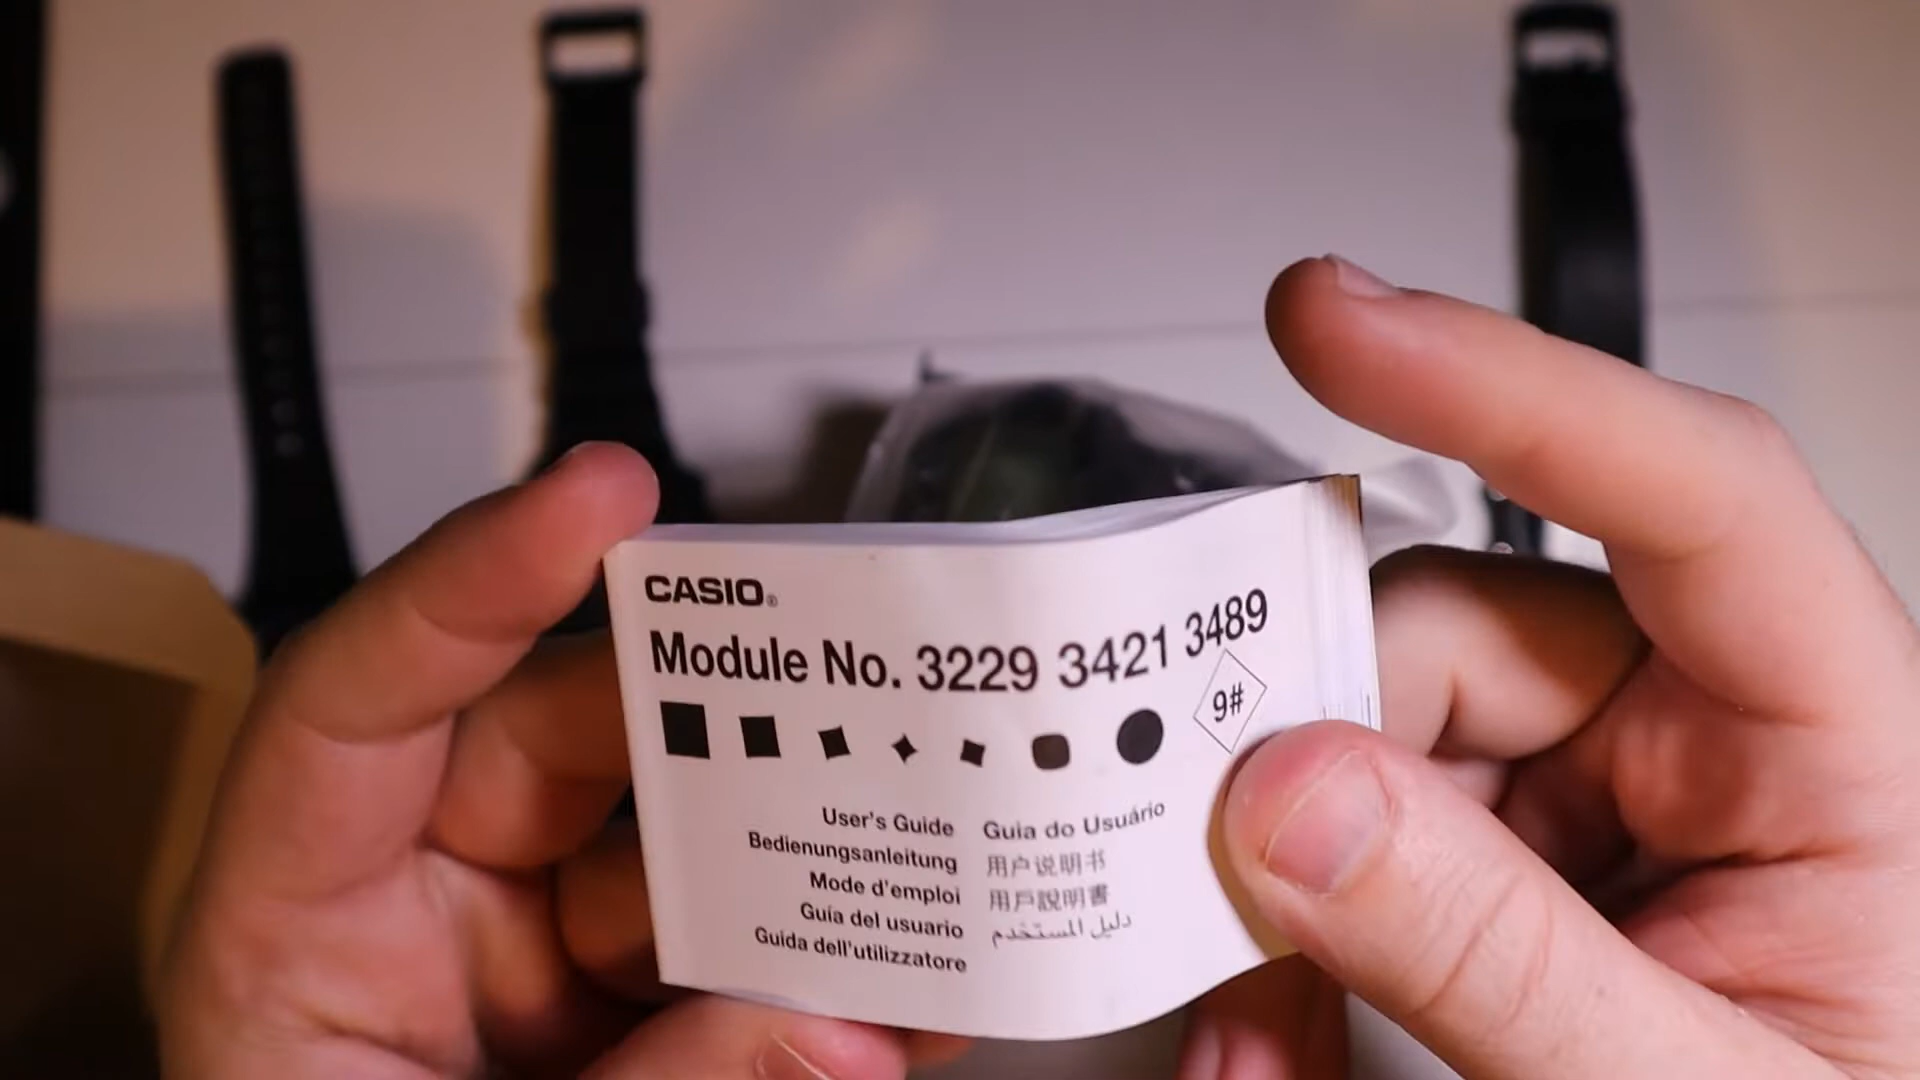 CASIO®
Module No. 3229 3421 3489
9#
User's Guide
Bedienungsanleitung
Mode d'emploi
Guía del usuario
Guida dell'utilizzatore
Guia do Usuário
用户说明书
用戶說明書
دليل المستخدم